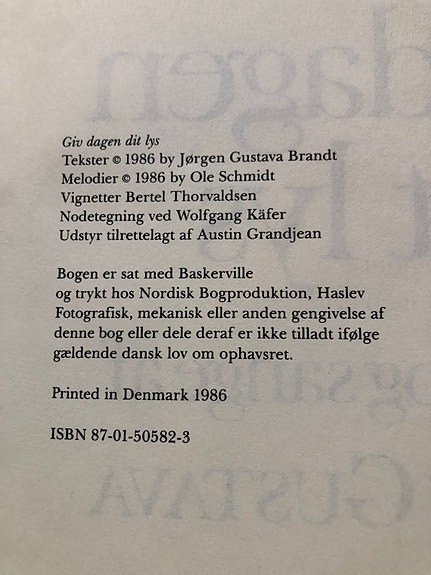 Giv dagen dit lys
Tekster © 1986 by Jørgen Gustava Brandt
Melodier © 1986 by Ole Schmidt
Vignetter Bertel Thorvaldsen
Nodetegning ved Wolfgang Käfer
Udstyr tilrettelagt af Austin Grandjean
Bogen er sat med Baskerville
og trykt hos Nordisk Bogproduktion, Haslev
Fotografisk, mekanisk eller anden gengivelse af
denne bog eller dele deraf er ikke tilladt ifølge
gældende dansk lov om ophavsret.
Printed in Denmark 1986
ISBN 87-01-50582-3